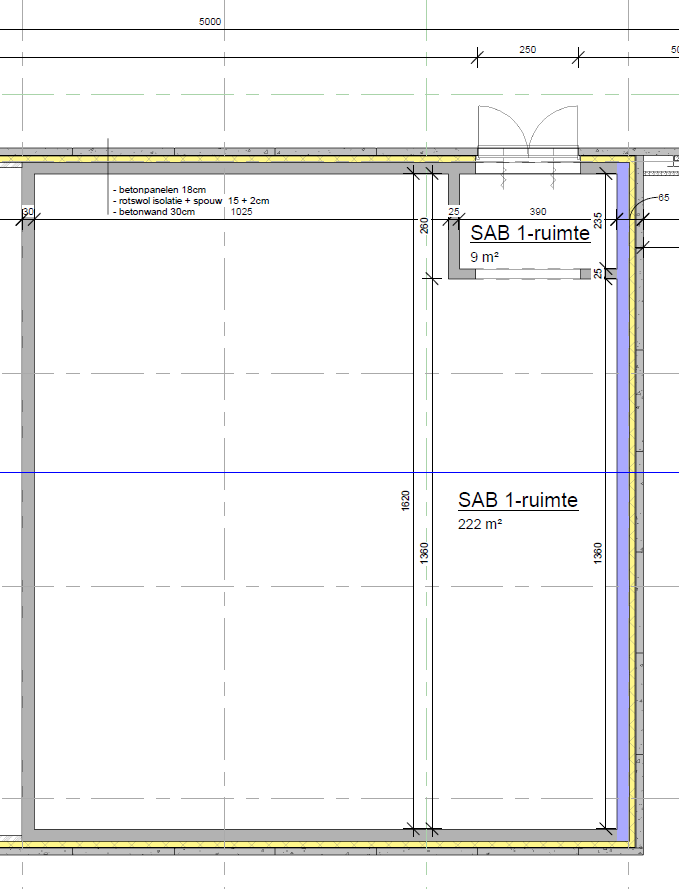 5000
250
50
- betonpanelen 18cm
- rotswol isolatie + spouw 15 + 2cm
- betonwand 30cm
1025
30
260
25
390
235
65
SAB 1-ruimte
9 m²
25
1620
1360
SAB 1-ruimte
222 m²
1360